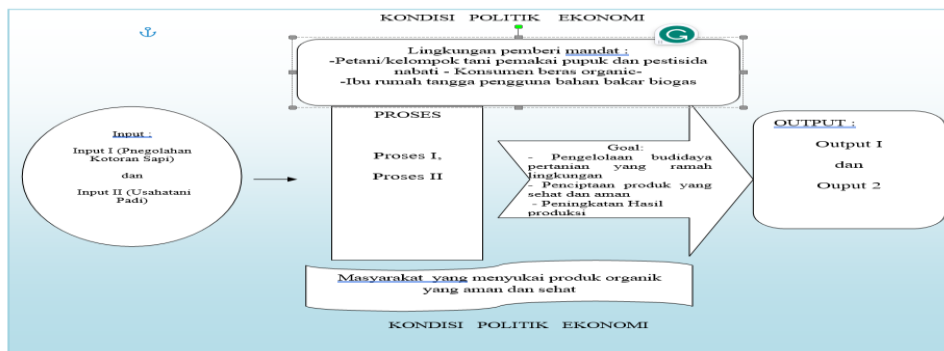 KONDISI POLITIK EKONOMI
Lingkungan pemberi mandat :
-Petani/kelompok tani pemakai pupuk dan pestisida
nabati - Konsumen beras organic-
-Ibu rumah tangga pengguna bahan bakar biogas
Input :
Input I (Pnegolahan
Kotoran Sapi)
dan
Input II (Usahatani
Padi)
PROSES
Proses I,
Proses II
Goal:
- Pengelolaan budidaya
pertanian yang ramah
lingkungan
- Penciptaan produk yang
sehat dan aman
- Peningkatan Hasil
produksi
OUTPUT :
Output I
dan
Ouput 2
Masyarakat yang menyukai produk organik
yang aman dan sehat
KONDISI POLITIK EKONOMI